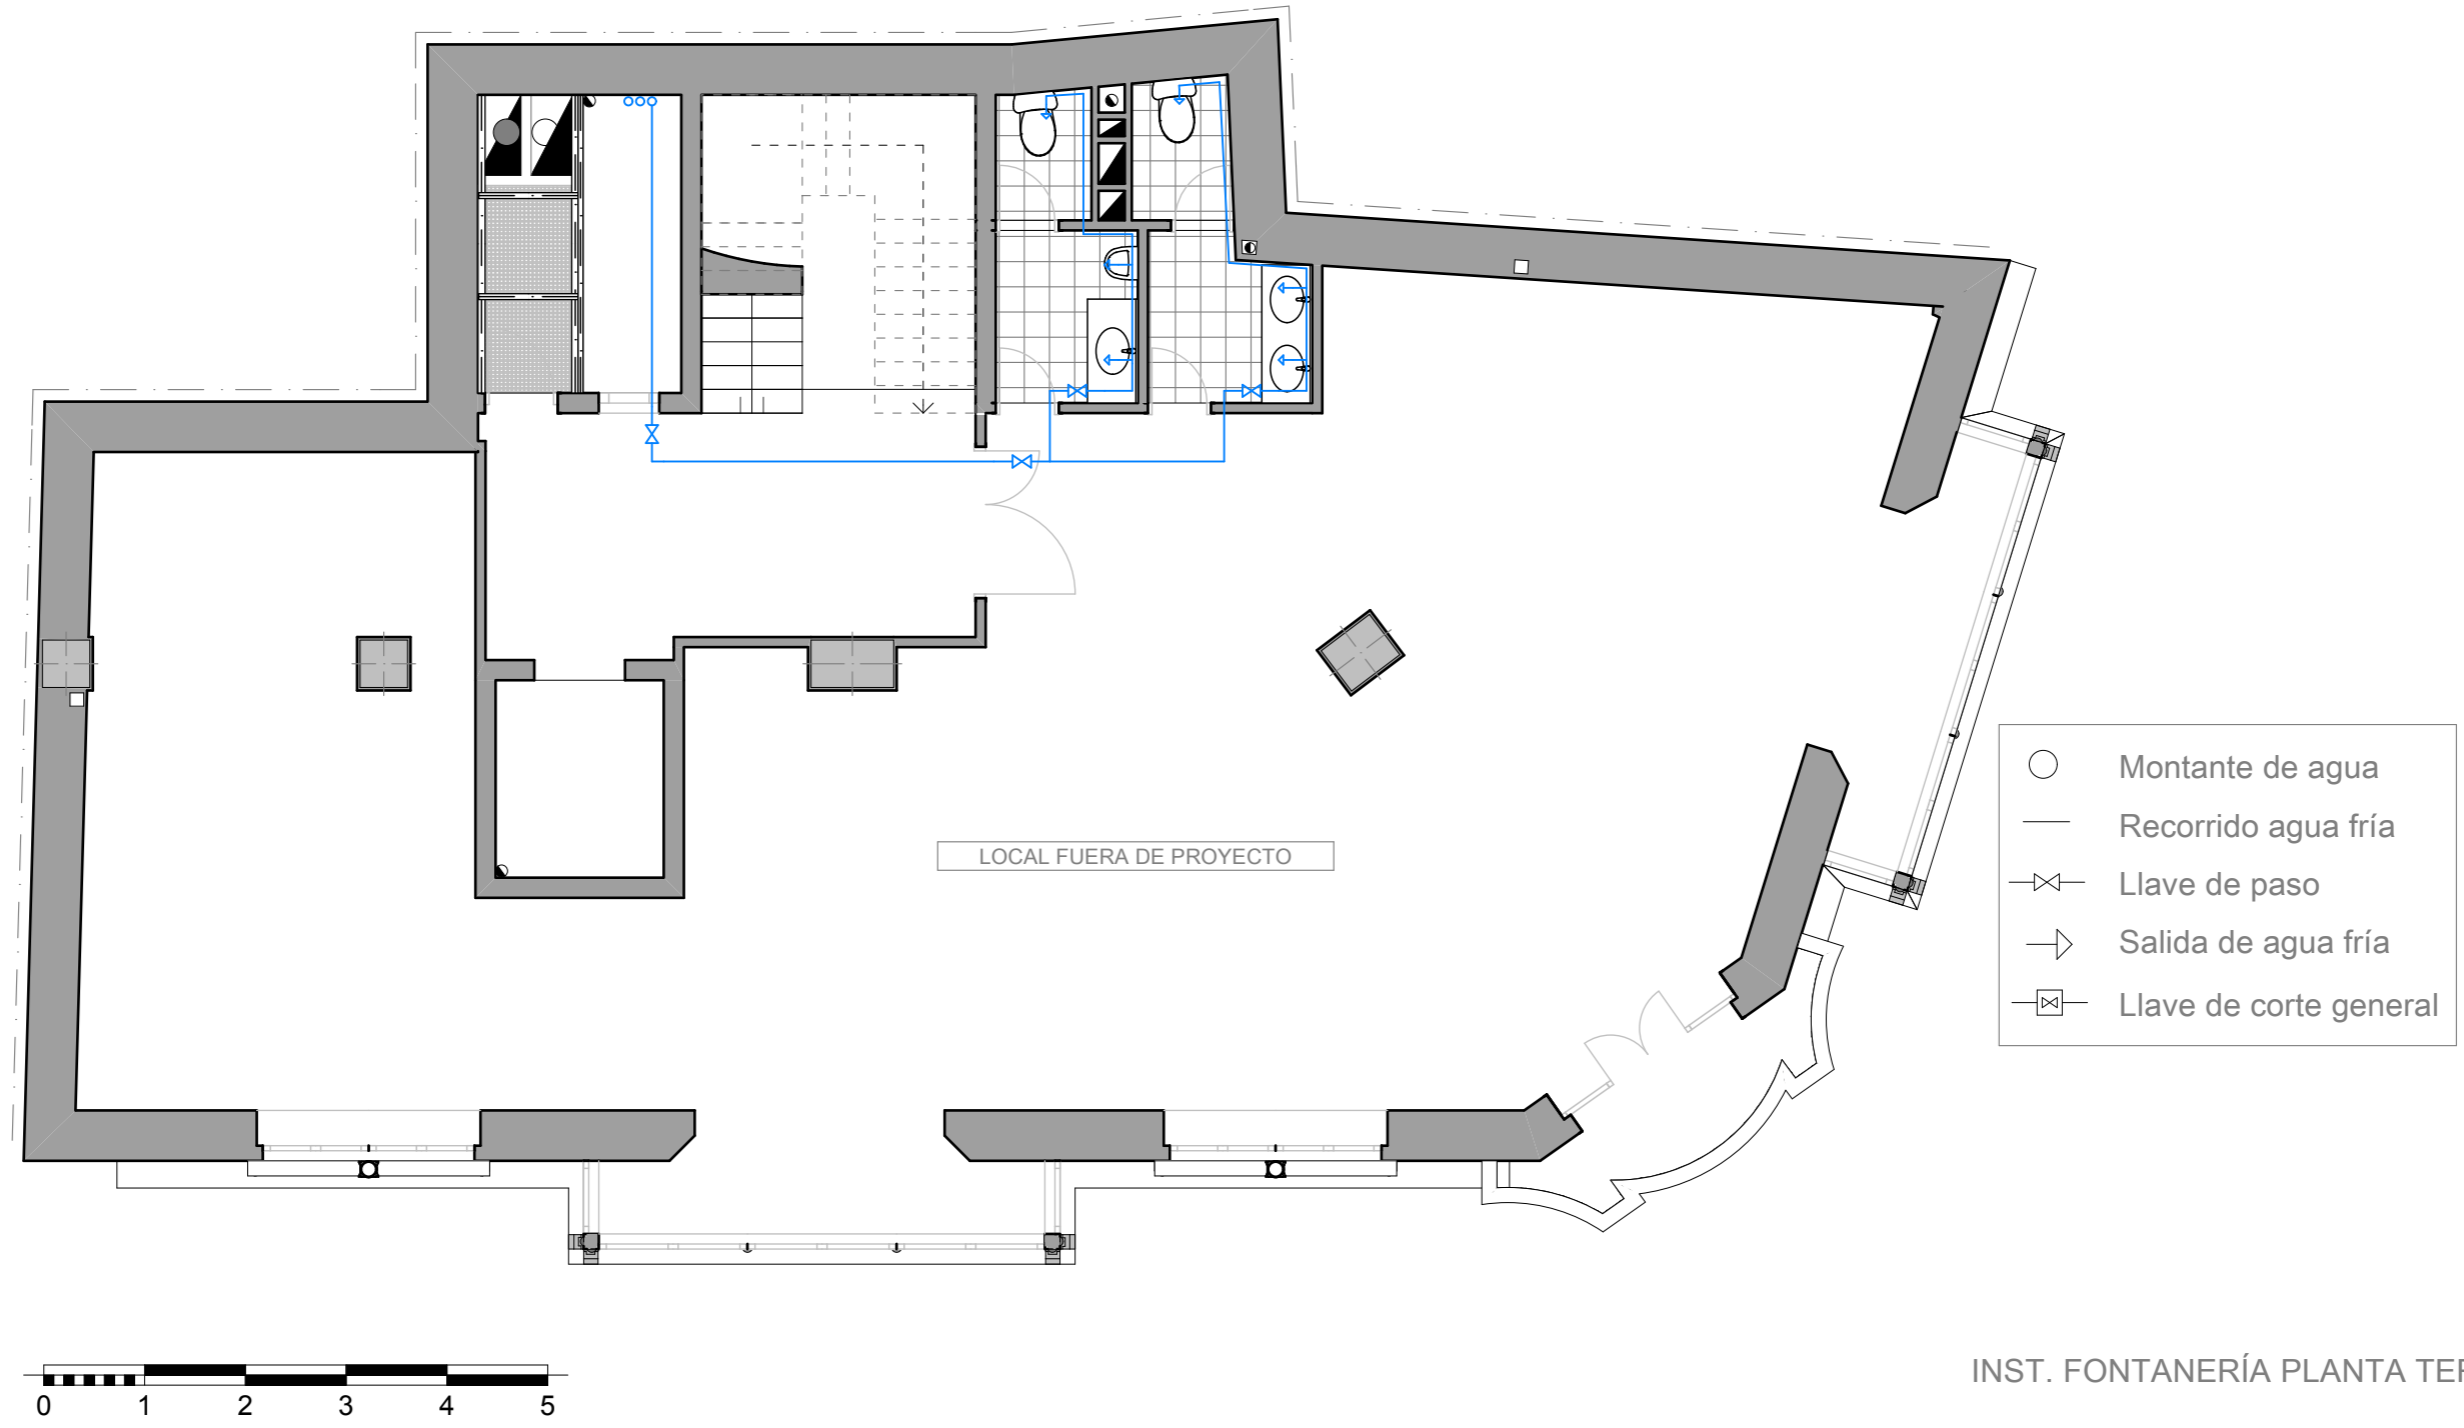 LOCAL FUERA DE PROYECTO
Montante de agua
Recorrido agua fría
Llave de paso
Salida de agua fría
Llave de corte general
0 1 2 3 4 5
INST. FONTANERÍA PLANTA TER